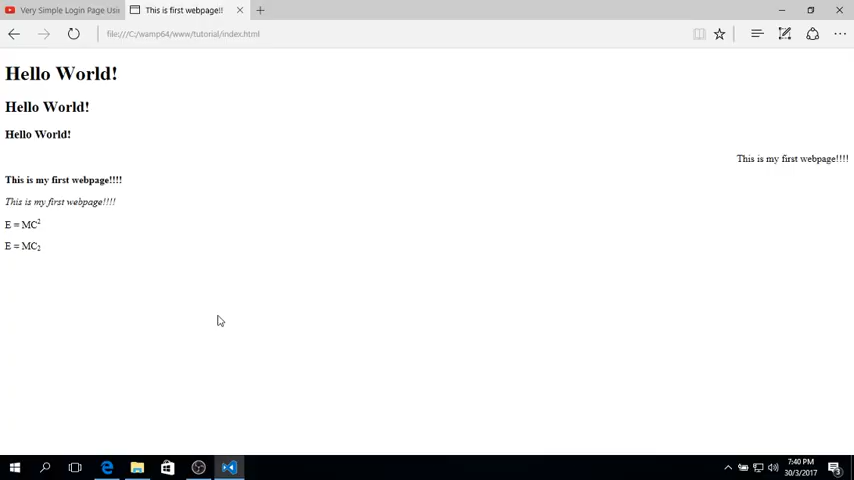 Very Simple Login Page Usi
This is first webpage!!
file:///C:/wamp64/www/tutorial/index.html
Hello World!
Hello World!
Hello World!
This is my first webpage!!!!
This is my first webpage!!!!
This is my first webpage!!!!
E = MC²
E = MC₂
7:40 PM
30/3/2017
3